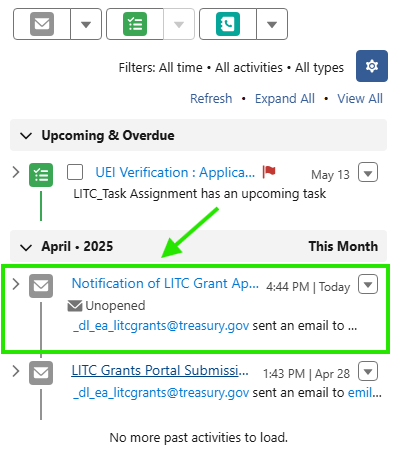 Filters: All time • All activities • All types
Refresh • Expand All • View All
Upcoming & Overdue
UEI Verification : Applica... May 13
LITC_Task Assignment has an upcoming task
April • 2025 This Month
Notification of LITC Grant Ap... 4:44 PM | Today
Unopened
_dl_ea_litcgrants@treasury.gov sent an email to ...
LITC Grants Portal Submissi... 1:43 PM | Apr 28
_dl_ea_litcgrants@treasury.gov sent an email to emil...
No more past activities to load.